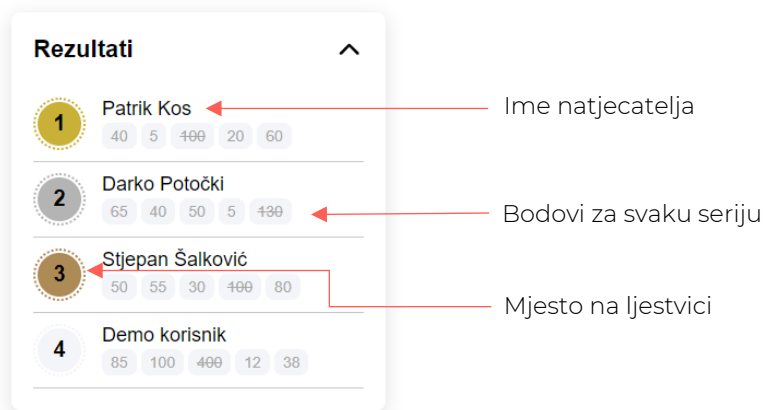 Rezultati
1
Patrik Kos
40 5 100 20 60
2
Darko Potočki
65 40 50 5 130
3
Stjepan Šalković
50 55 30 100 80
4
Demo korisnik
85 100 400 12 38
Ime natjecatelja
Bodovi za svaku seriju
Mjesto na ljestvici